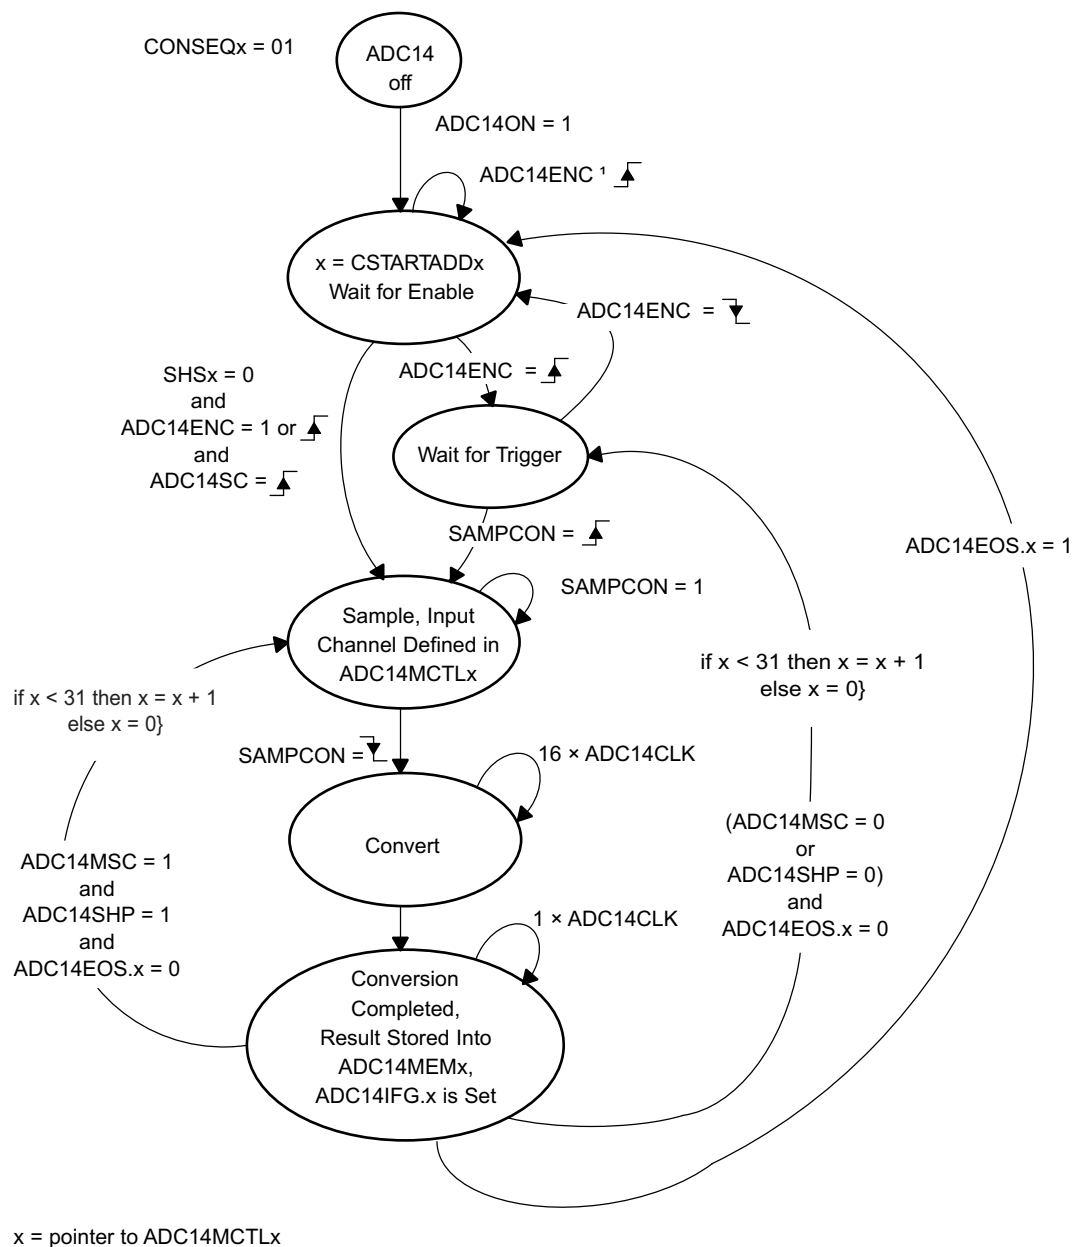 CONSEQx = 01
ADC14
off
ADC14ON = 1
ADC14ENC ¹
x = CSTARTADDx
Wait for Enable
ADC14ENC =
SHSx = 0
and
ADC14ENC = 1 or
and
ADC14SC =
ADC14ENC =
Wait for Trigger
SAMPCON =
ADC14EOS.x = 1
SAMPCON = 1
Sample, Input
Channel Defined in
ADC14MCTLx
if x < 31 then x = x + 1
else x = 0}
if x < 31 then x = x + 1
else x = 0}
SAMPCON =
16 × ADC14CLK
Convert
(ADC14MSC = 0
or
ADC14SHP = 0)
and
ADC14EOS.x = 0
ADC14MSC = 1
and
ADC14SHP = 1
and
ADC14EOS.x = 0
1 × ADC14CLK
Conversion
Completed,
Result Stored Into
ADC14MEMx,
ADC14IFG.x is Set
x = pointer to ADC14MCTLx